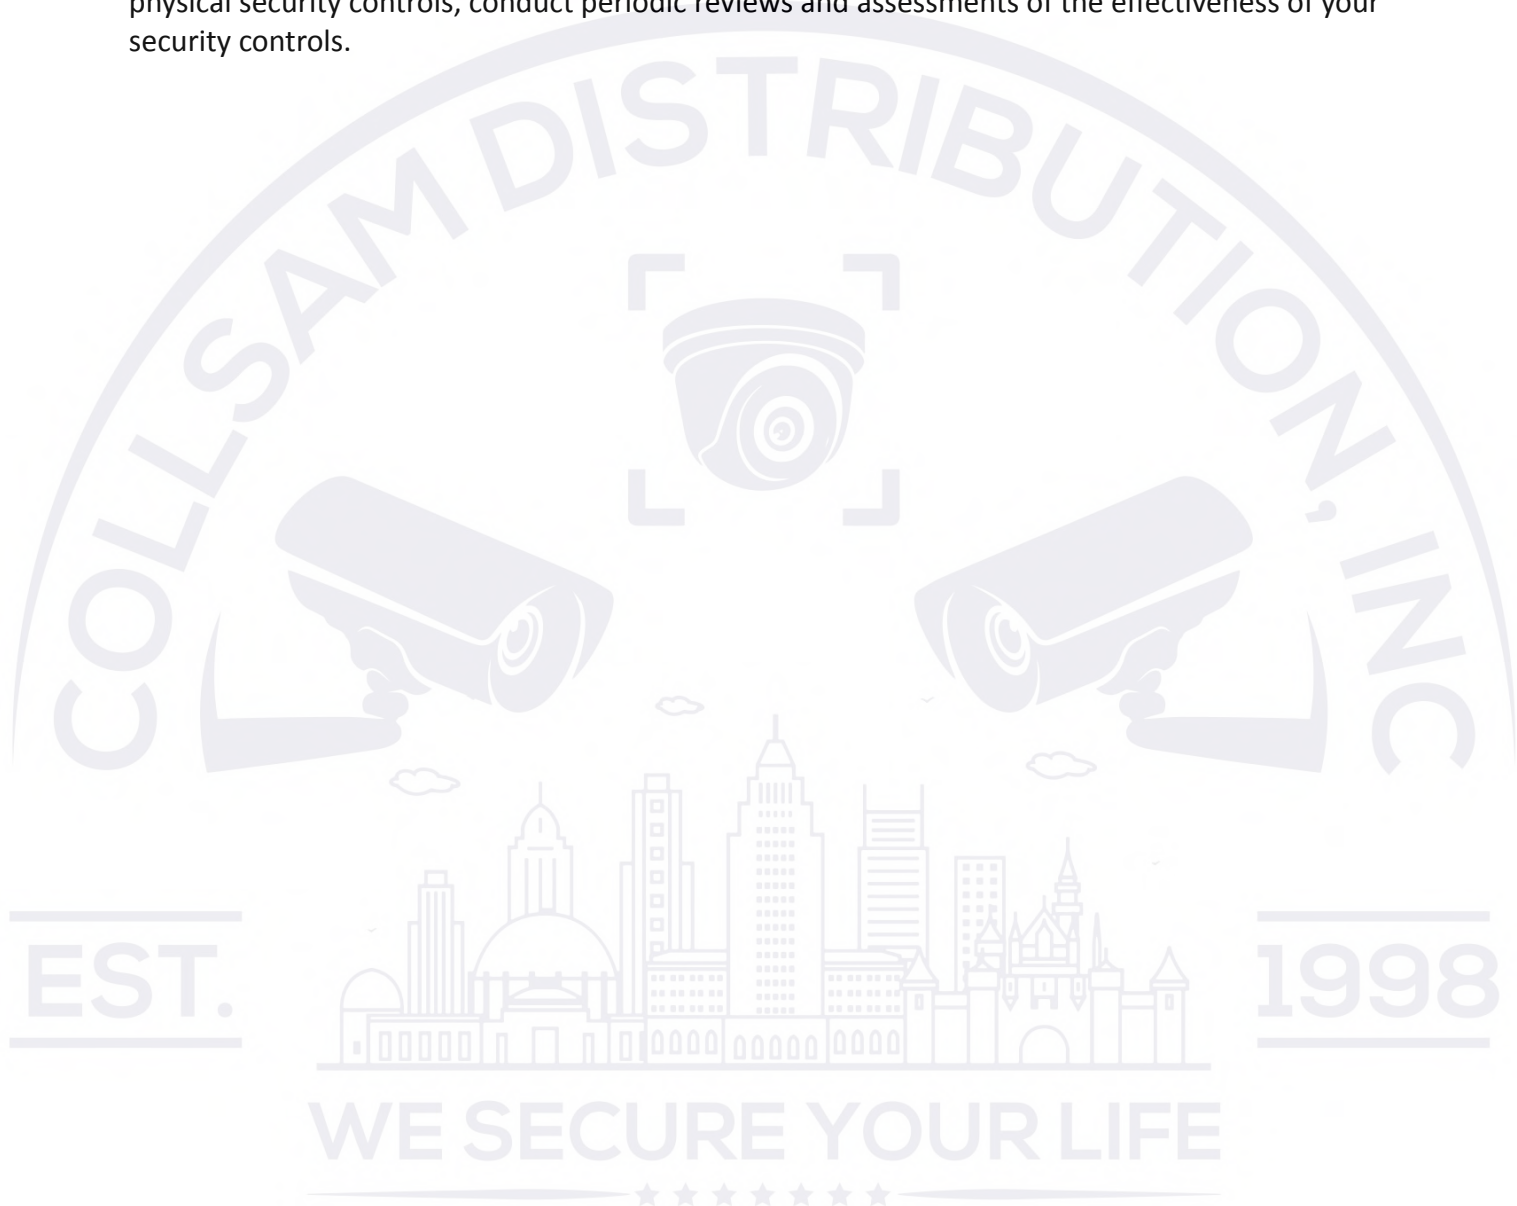 physical security controls, conduct periodic reviews and assessments of the effectiveness of your
security controls.
COLLSAM DISTRIBUTION, INC
EST.
1998
WE SECURE YOUR LIFE